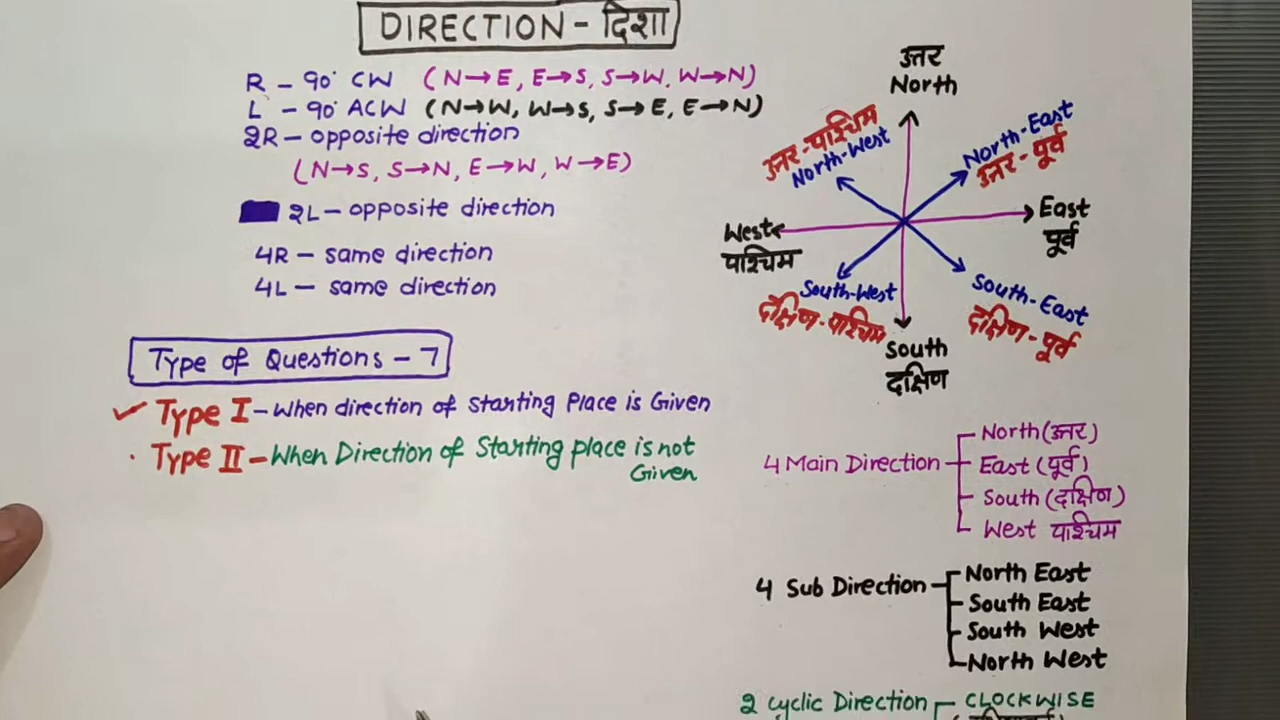 DIRECTION - दिशा
R - 90° CW (N→E, E→S, S→W, W→N)
L - 90° ACW (N→W, W→S, S→E, E→N)
2R - opposite direction
(N→S, S→N, E→W, W→E)
2L - opposite direction
4R - same direction
4L - same direction
उत्तर
North
उत्तर-पाश्चिम
North-West
North-East
उत्तर-पूर्व
East
पूर्व
West
पाश्चिम
South-West
दक्षिण-पाश्चिम
South-East
दक्षिण-पूर्व
South
दक्षिण
Type of Questions - 7
✓ Type I - When direction of Starting Place is Given
· Type II - When Direction of Starting place is not
Given
4 Main Direction
North (उत्तर)
East (पूर्व)
South (दक्षिण)
West पाश्चिम
4 Sub Direction
North East
South East
South West
North West
2 Cyclic Direction
CLOCKWISE